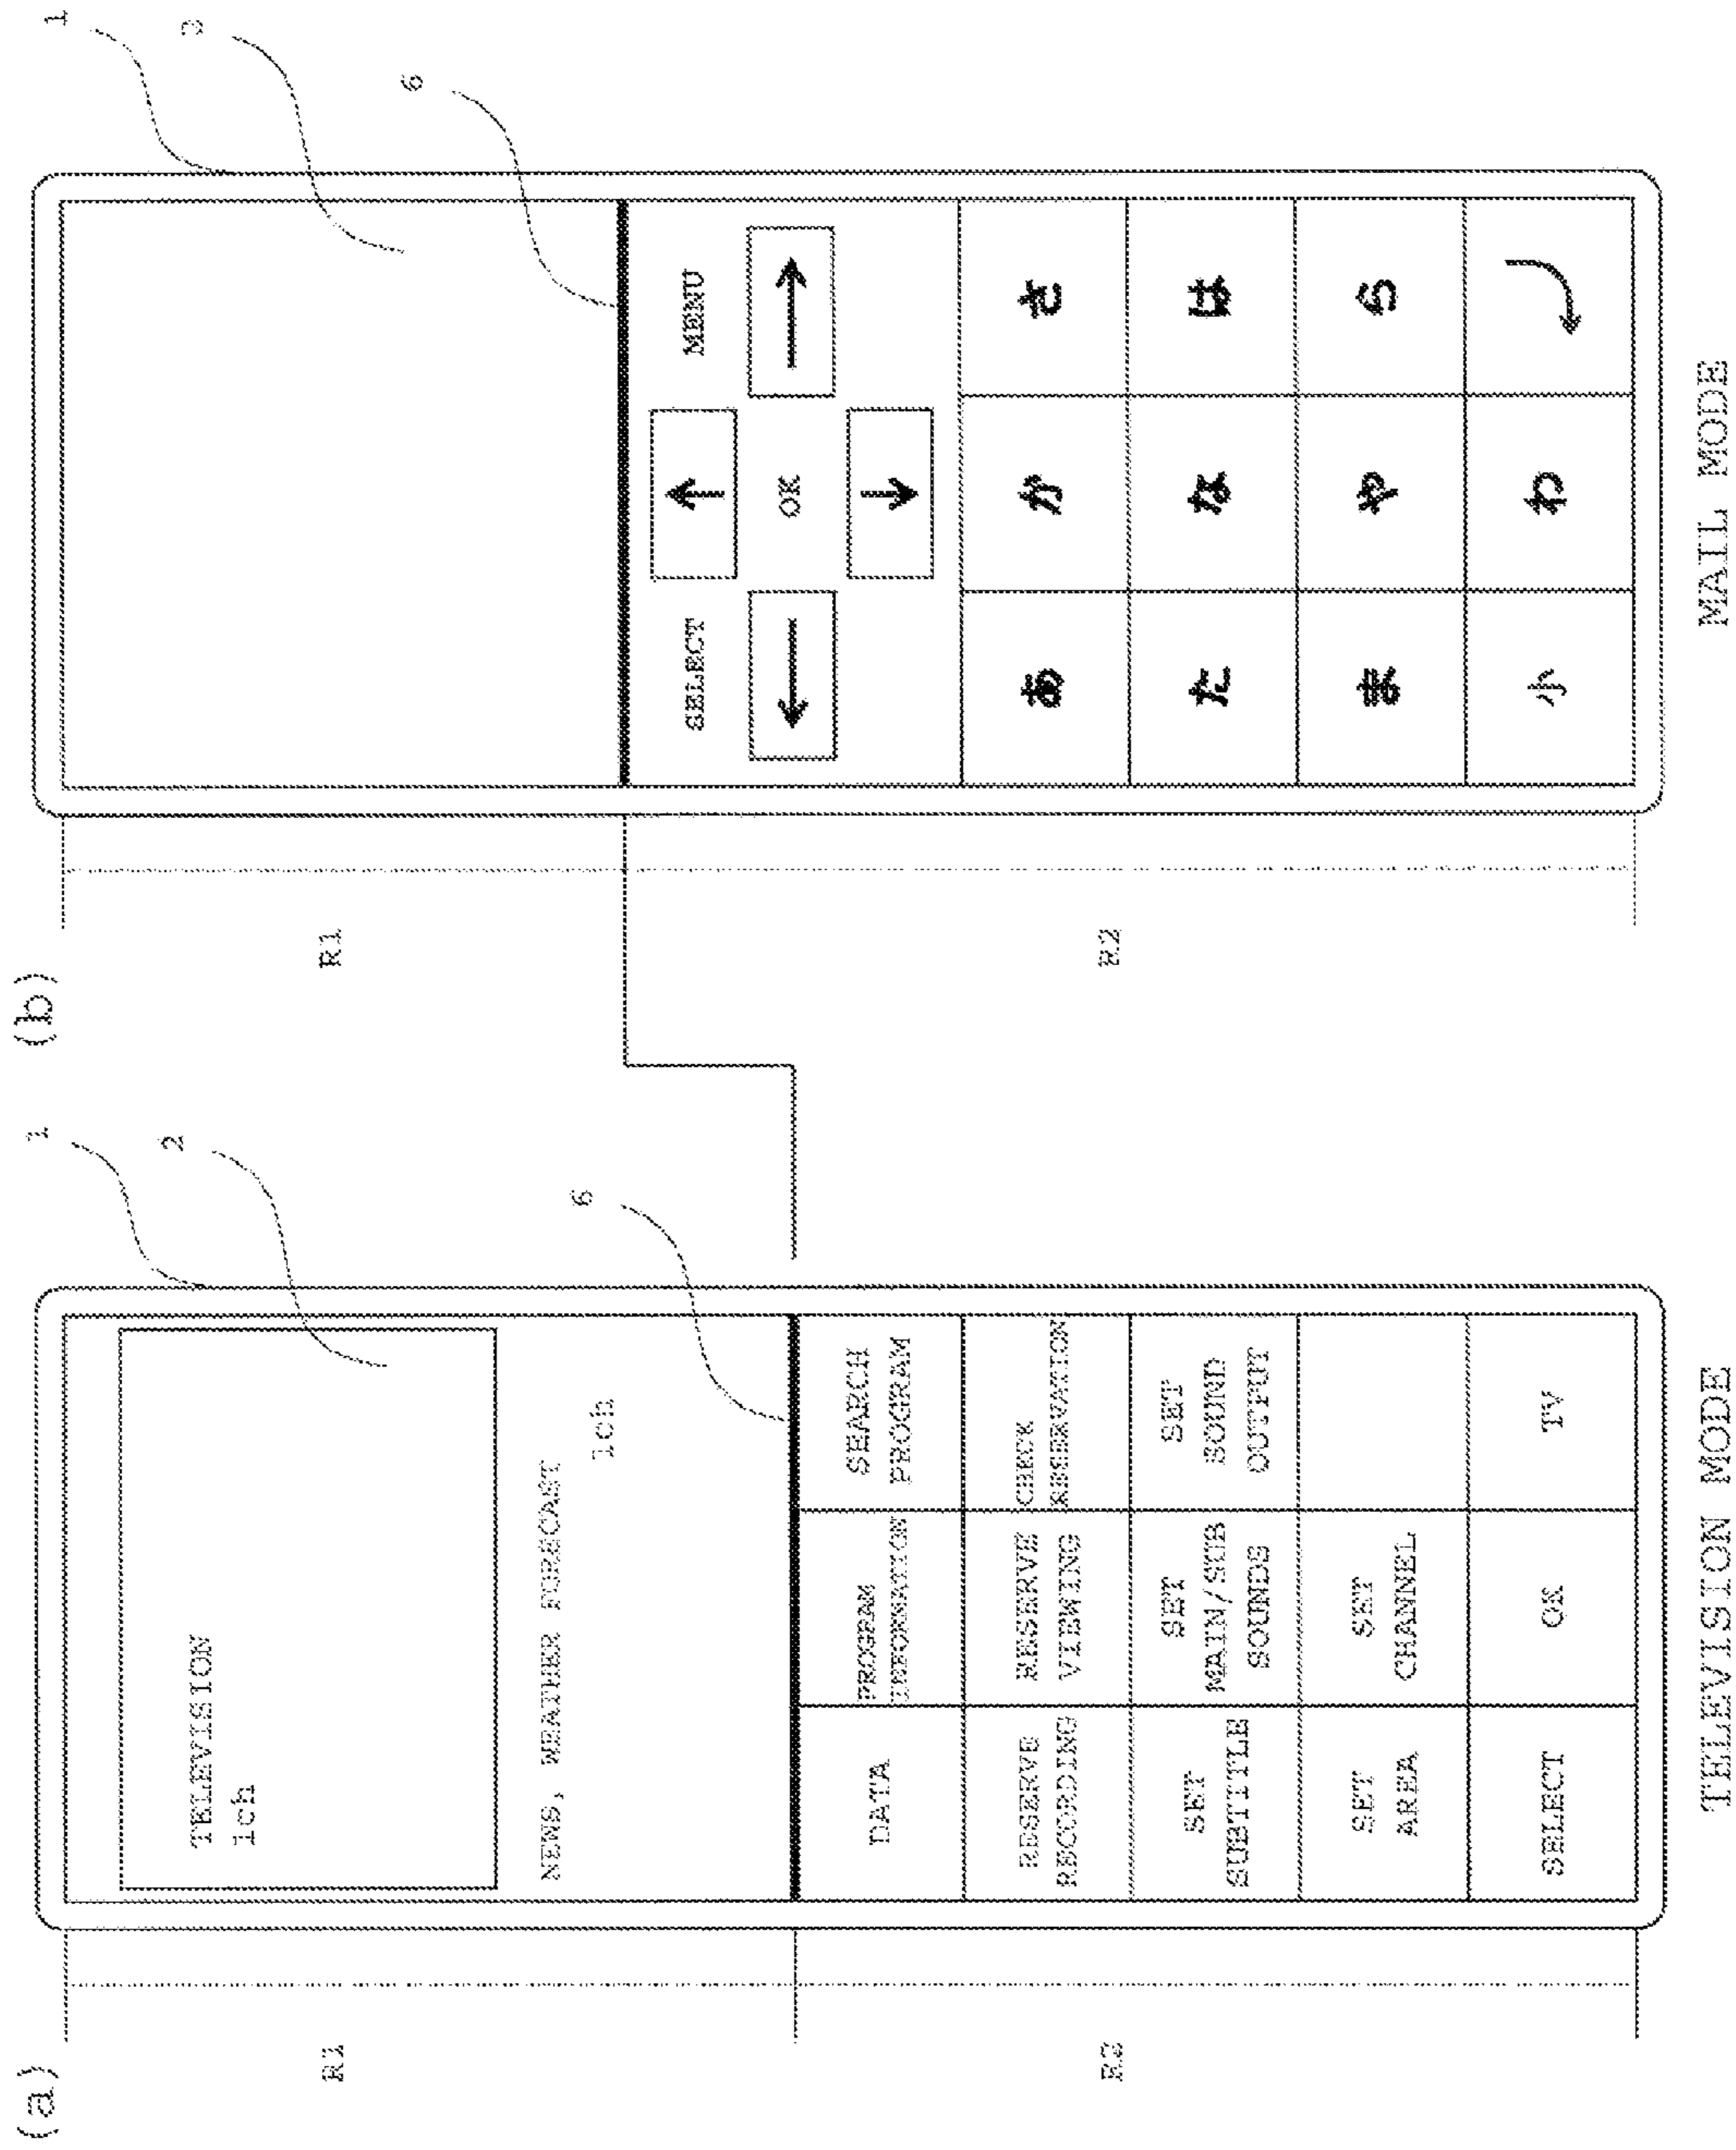 (a)
1
2
6
R1
R2
TELEVISION
1ch
NEWS, WEATHER FORECAST
1ch
DATA
PROGRAM
INFORMATION
SEARCH
PROGRAM
RESERVE
RECORDING
RESERVE
VIEWING
CHECK
RESERVATION
SET
SUBTITLE
SET
MAIN/SUB
SOUNDS
SET
SOUND
OUTPUT
SET
AREA
SET
CHANNEL
SELECT
OK
TV
TELEVISION MODE
(b)
1
3
6
R1
R2
SELECT
MENU
OK
あ
か
さ
た
な
は
ま
や
ら
小
わ
MAIL MODE